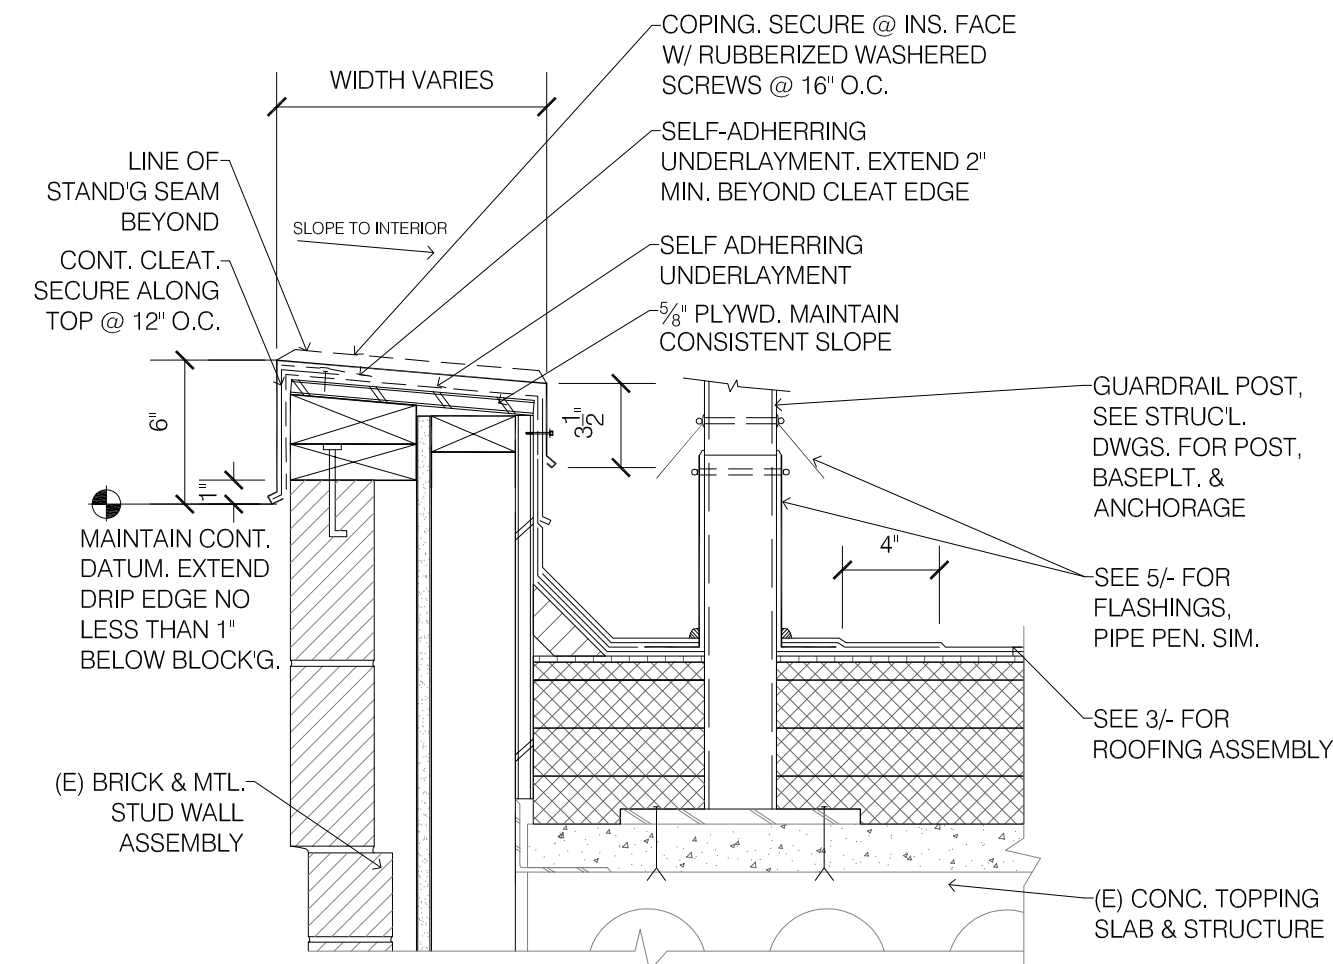 COPING. SECURE @ INS. FACE
W/ RUBBERIZED WASHERED
SCREWS @ 16" O.C.
WIDTH VARIES
SELF-ADHERRING
UNDERLAYMENT. EXTEND 2"
MIN. BEYOND CLEAT EDGE
LINE OF
STAND'G SEAM
BEYOND
SLOPE TO INTERIOR
SELF ADHERRING
UNDERLAYMENT
CONT. CLEAT.
SECURE ALONG
TOP @ 12" O.C.
5/8" PLYWD. MAINTAIN
CONSISTENT SLOPE
6"
1"
3 1/2"
GUARDRAIL POST,
SEE STRUC'L.
DWGS. FOR POST,
BASEPLT. &
ANCHORAGE
MAINTAIN CONT.
DATUM. EXTEND
DRIP EDGE NO
LESS THAN 1"
BELOW BLOCK'G.
4"
SEE 5/- FOR
FLASHINGS,
PIPE PEN. SIM.
SEE 3/- FOR
ROOFING ASSEMBLY
(E) BRICK & MTL.
STUD WALL
ASSEMBLY
(E) CONC. TOPPING
SLAB & STRUCTURE